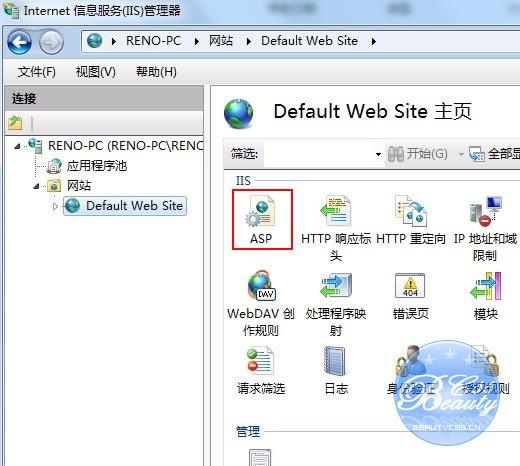 Internet 信息服务(IIS)管理器
RENO-PC 网站 Default Web Site
文件(F) 视图(V) 帮助(H)
连接
RENO-PC (RENO-PC\RENO
应用程序池
网站
Default Web Site
Default Web Site 主页
筛选: 开始(G) 全部显
IIS
ASP
HTTP 响应标
头
HTTP 重定向
IP 地址和域
限制
WebDAV 创
作规则
处理程序映
射
错误页
模块
DAV
404
请求筛选
日志
身份验证
授权规则
管理
CSS
Beauty
BEAUTYCSS.CN